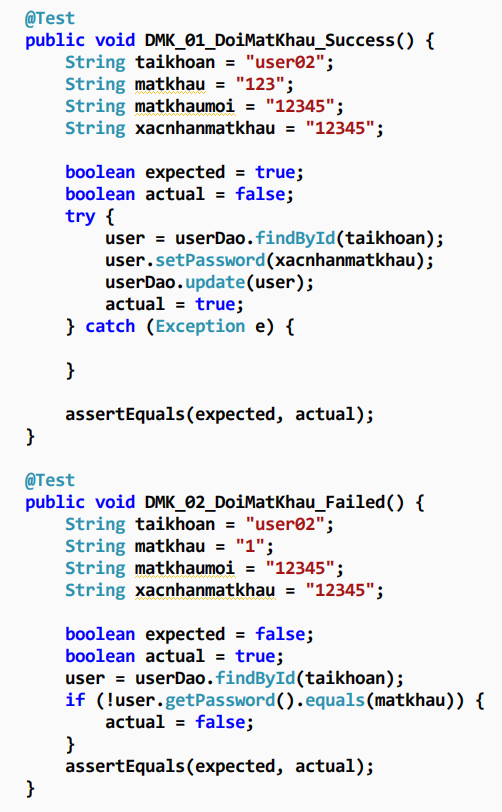 @Test
public void DMK_01_DoiMatKhau_Success() {
    String taikhoan = "user02";
    String matkhau = "123";
    String matkhaumoi = "12345";
    String xacnhanmatkhau = "12345";

    boolean expected = true;
    boolean actual = false;
    try {
        user = userDao.findById(taikhoan);
        user.setPassword(xacnhanmatkhau);
        userDao.update(user);
        actual = true;
    } catch (Exception e) {

    }

    assertEquals(expected, actual);
}

@Test
public void DMK_02_DoiMatKhau_Failed() {
    String taikhoan = "user02";
    String matkhau = "1";
    String matkhaumoi = "12345";
    String xacnhanmatkhau = "12345";

    boolean expected = false;
    boolean actual = true;
    user = userDao.findById(taikhoan);
    if (!user.getPassword().equals(matkhau)) {
        actual = false;
    }
    assertEquals(expected, actual);
}